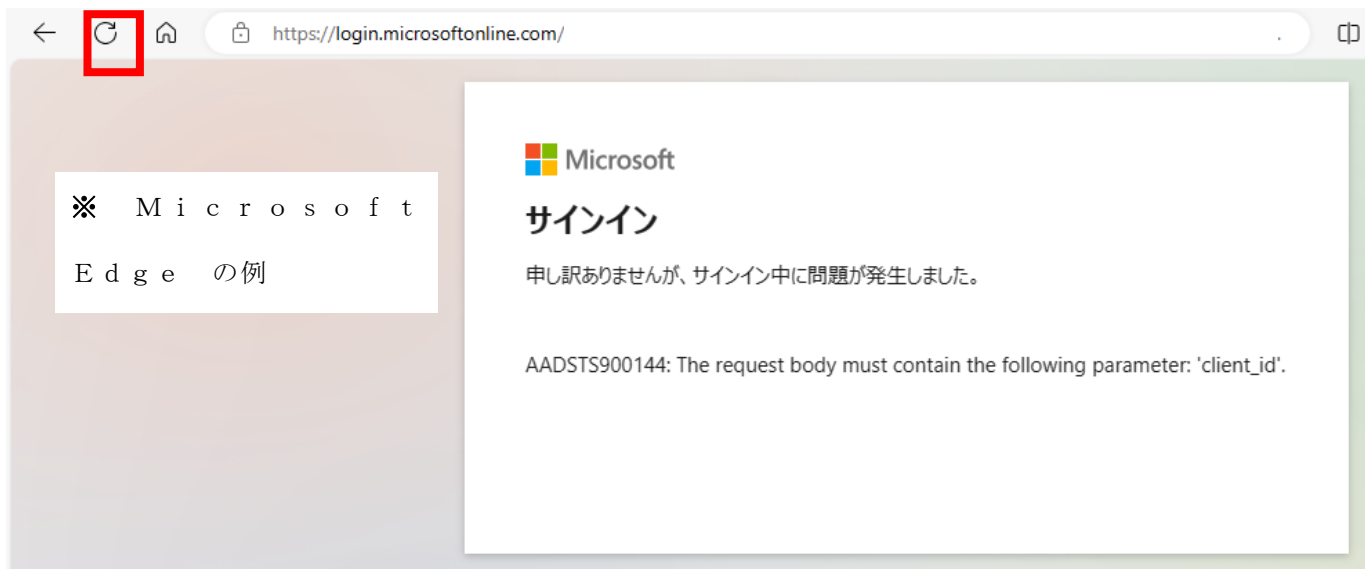 https://login.microsoftonline.com/
Microsoft
※ Ｍｉｃｒｏｓｏｆｔ
Ｅｄｇｅ の例
サインイン
申し訳ありませんが、サインイン中に問題が発生しました。
AADSTS900144: The request body must contain the following parameter: 'client_id'.